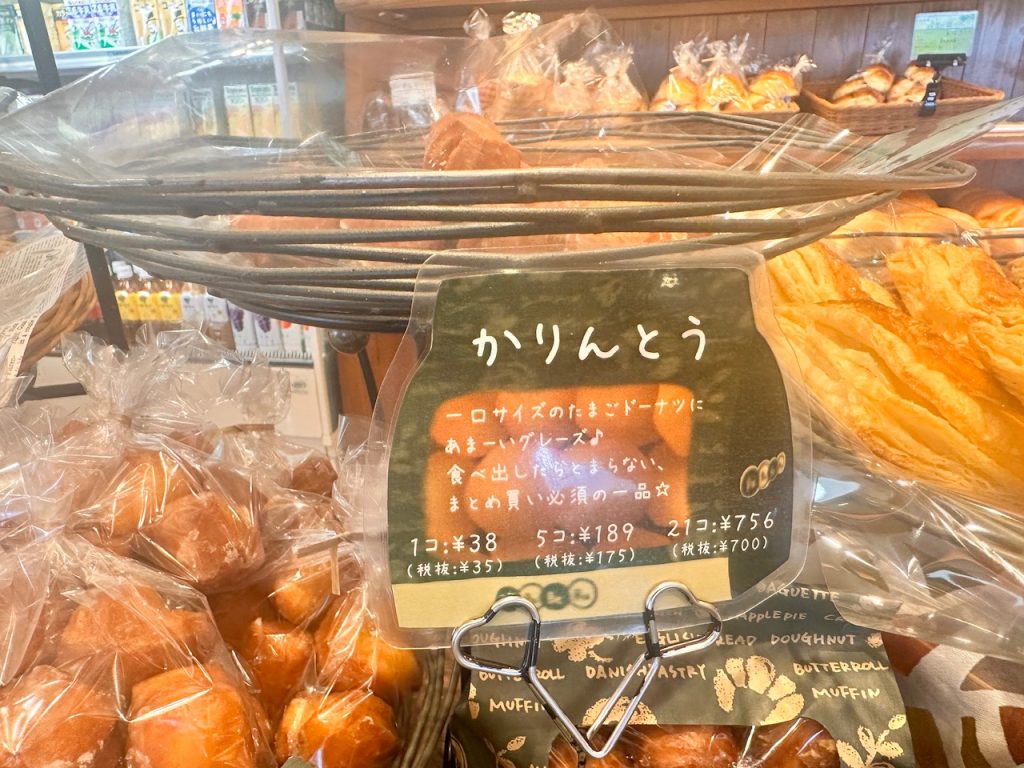 かりんとう
一口サイズのたまごドーナツに
あまーいグレーズ♪
食べ出したらとまらない、
まとめ買い必須の一品☆
1コ:¥38 5コ:¥189 21コ:¥756
(税抜:¥35) (税抜:¥175) (税抜:¥700)
BAGUETTE
APPLEPIE
DOUGHNUT
BUTTERROLL DANISH PASTRY BUTTERROLL
MUFFIN MUFFIN